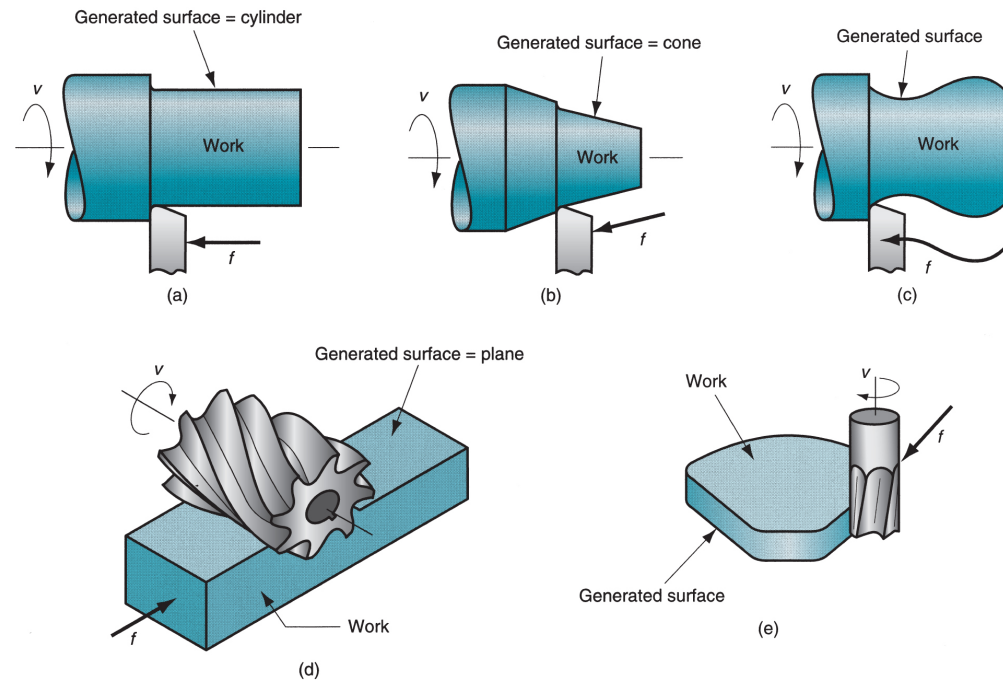 Generated surface = cylinder
v
Work
f
(a)
Generated surface = cone
v
Work
f
(b)
Generated surface
v
Work
f
(c)
Generated surface = plane
v
f
Work
(d)
Work
v
f
Generated surface
(e)